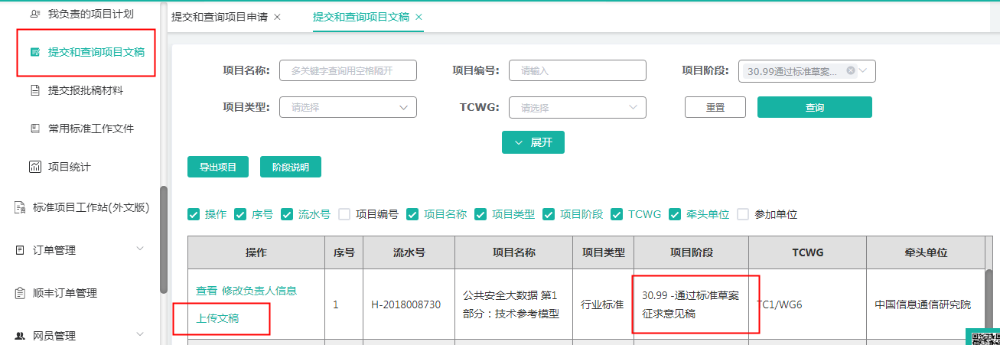 我负责的项目计划
提交和查询项目文稿
提交报批稿材料
常用标准工作文件
项目统计
标准项目工作站(外文版)
订单管理
顺丰订单管理
网员管理
提交和查询项目申请 × 提交和查询项目文稿 ×
项目名称: 多关键字查询用空格隔开 项目编号: 请输入 项目阶段: 30.99通过标准草案...
项目类型: 请选择 TCWG: 请选择 重置 查询
展开
导出项目 阶段说明
操作 序号 流水号 项目编号 项目名称 项目类型 项目阶段 TCWG 牵头单位 参加单位
操作 序号 流水号 项目名称 项目类型 项目阶段 TCWG 牵头单位
查看 修改负责人信息
上传文稿
1
H-2018008730
公共安全大数据 第1
部分：技术参考模型
行业标准
30.99 -通过标准草案
征求意见稿
TC1/WG6
中国信息通信研究院